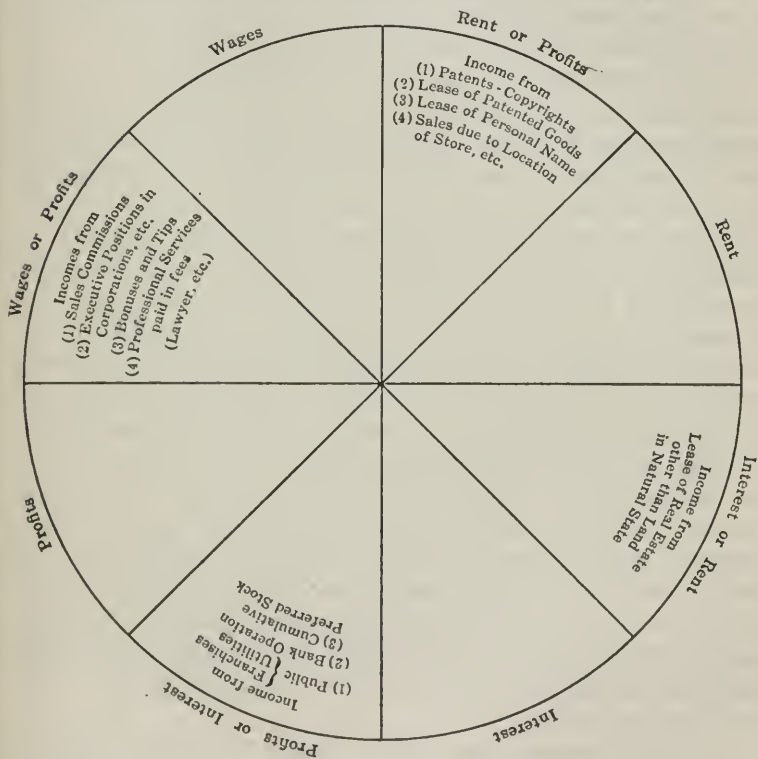 Wages
Rent or Profits
Income from
(1) Patents - Copyrights
(2) Lease of Patented Goods
(3) Lease of Personal Name
(4) Sales due to Location
of Store, etc.
Rent
Interest or Rent
Income from
Lease of Real Estate
other than Land
in Natural State
Interest
Profits or Interest
Income from
(1) Public { Franchises
Utilities
(2) Bank Operation
(3) Cumulative
Preferred Stock
Profits
Wages or Profits
Incomes from
(1) Sales Commissions
(2) Executive Positions in
Corporations, etc.
(3) Bonuses and Tips
(4) Professional Services
paid in fees
(Lawyer, etc.)